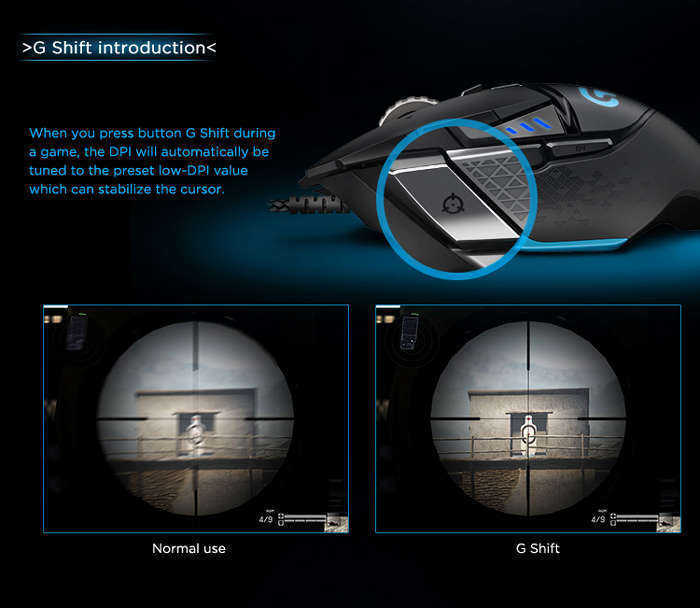 >G Shift introduction<
When you press button G Shift during
a game, the DPI will automatically be
tuned to the preset low-DPI value
which can stabilize the cursor.
G
4/9
4/9
Normal use
G Shift